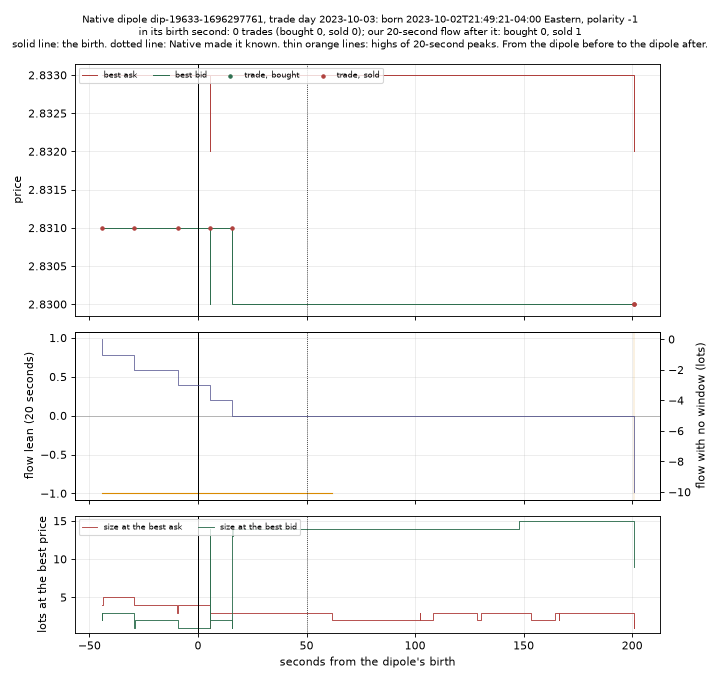 Native dipole dip-19633-1696297761, trade day 2023-10-03: born 2023-10-02T21:49:21-04:00 Eastern, polarity -1
in its birth second: 0 trades (bought 0, sold 0); our 20-second flow after it: bought 0, sold 1
solid line: the birth. dotted line: Native made it known. thin orange lines: highs of 20-second peaks. From the dipole before to the dipole after.
best ask best bid trade, bought trade, sold
2.8330
2.8325
2.8320
2.8315
2.8310
2.8305
2.8300
price
1.0
0.5
0.0
−0.5
−1.0
flow lean (20 seconds)
0
−2
−4
−6
−8
−10
flow with no window (lots)
size at the best ask size at the best bid
15
10
5
lots at the best price
−50 0 50 100 150 200
seconds from the dipole's birth